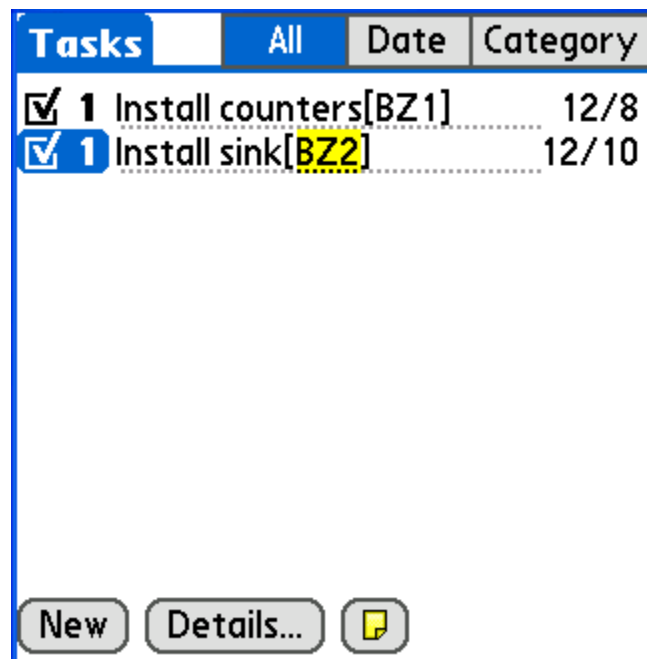 Tasks All Date Category
1 Install counters[BZ1] 12/8
1 Install sink[BZ2] 12/10
New Details...